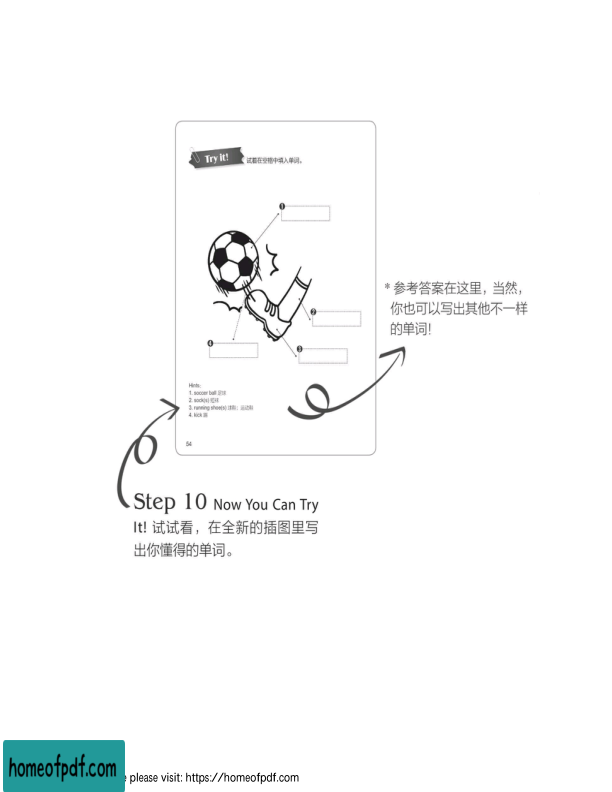 Try it!
试着在空格中填入单词。
❶
❷
❸
❹
Hints:
1. soccer ball 足球
2. sock(s) 短袜
3. running shoe(s) 球鞋；运动鞋
4. kick 踢
54
* 参考答案在这里，当然，
你也可以写出其他不一样
的单词！
Step 10 Now You Can Try
It! 试试看，在全新的插图里写
出你懂得的单词。
homeofpdf.com
please visit: https://homeofpdf.com